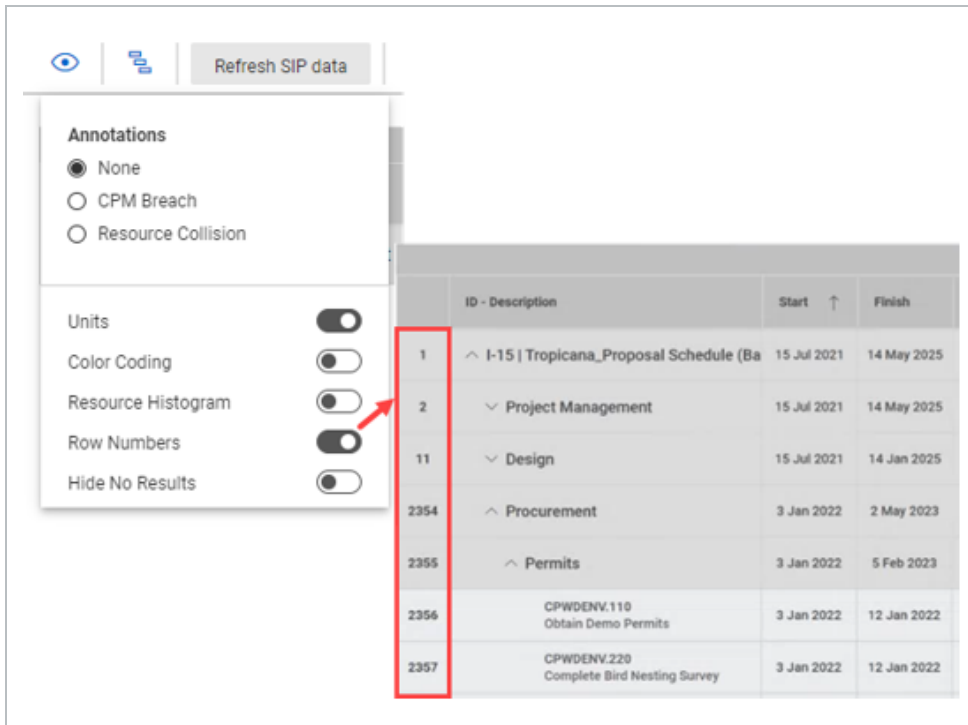 Refresh SIP data
Annotations
None
CPM Breach
Resource Collision
Units
Color Coding
Resource Histogram
Row Numbers
Hide No Results
ID - Description Start ↑ Finish
1 I-15 | Tropicana_Proposal Schedule (Ba 15 Jul 2021 14 May 2025
2 Project Management 15 Jul 2021 14 May 2025
11 Design 15 Jul 2021 14 Jan 2025
2354 Procurement 3 Jan 2022 2 May 2023
2355 Permits 3 Jan 2022 5 Feb 2023
2356 CPWDENV.110 3 Jan 2022 12 Jan 2022
Obtain Demo Permits
2357 CPWDENV.220 3 Jan 2022 12 Jan 2022
Complete Bird Nesting Survey